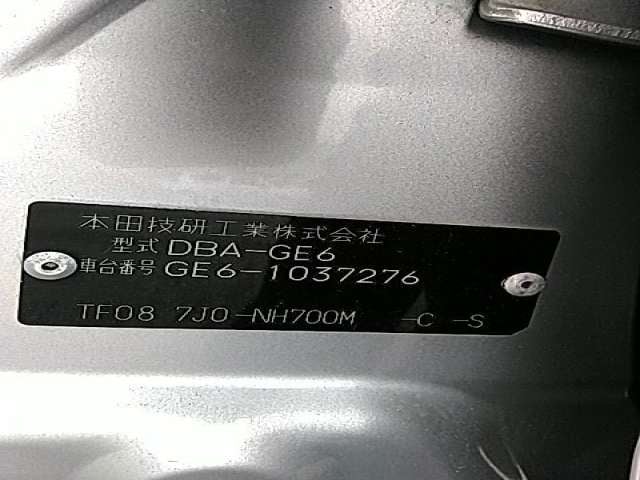 本田技研工業株式会社
型式 DBA-GE6
車台番号 GE6-1037276
TF08 7J0-NH700M -C -S